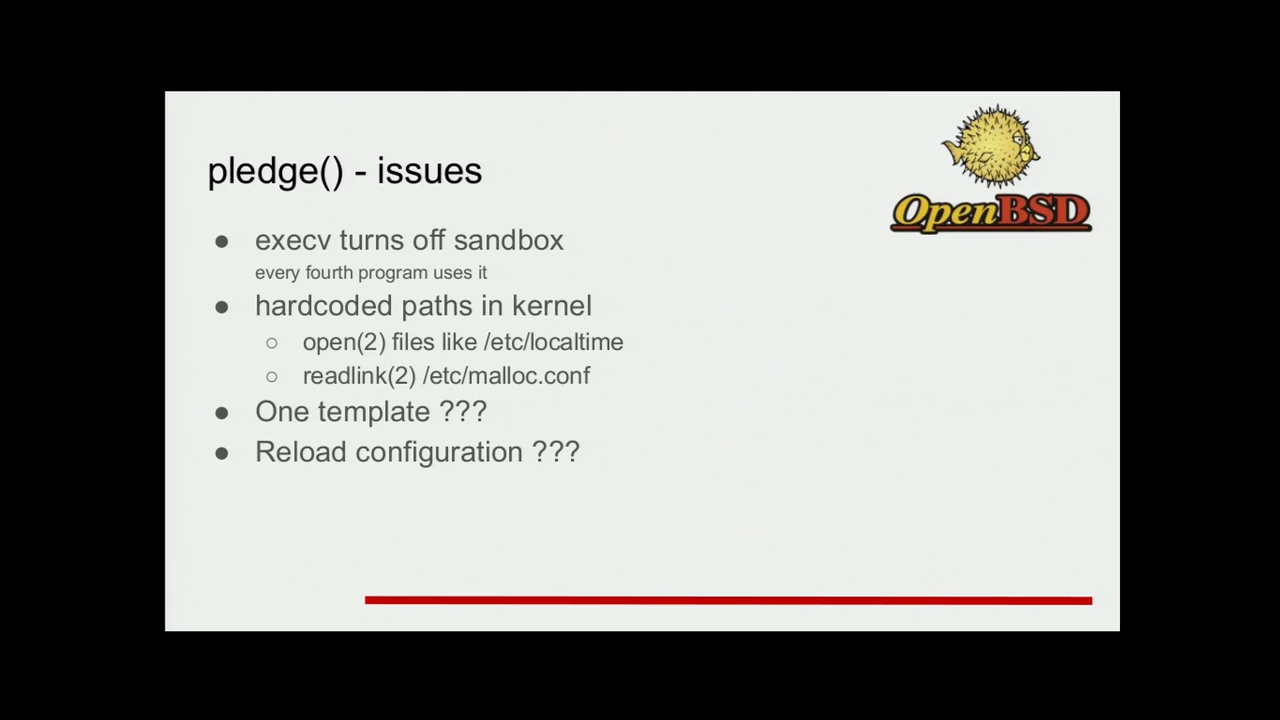 pledge() - issues
OpenBSD
● execv turns off sandbox
every fourth program uses it
● hardcoded paths in kernel
○ open(2) files like /etc/localtime
○ readlink(2) /etc/malloc.conf
● One template ???
● Reload configuration ???